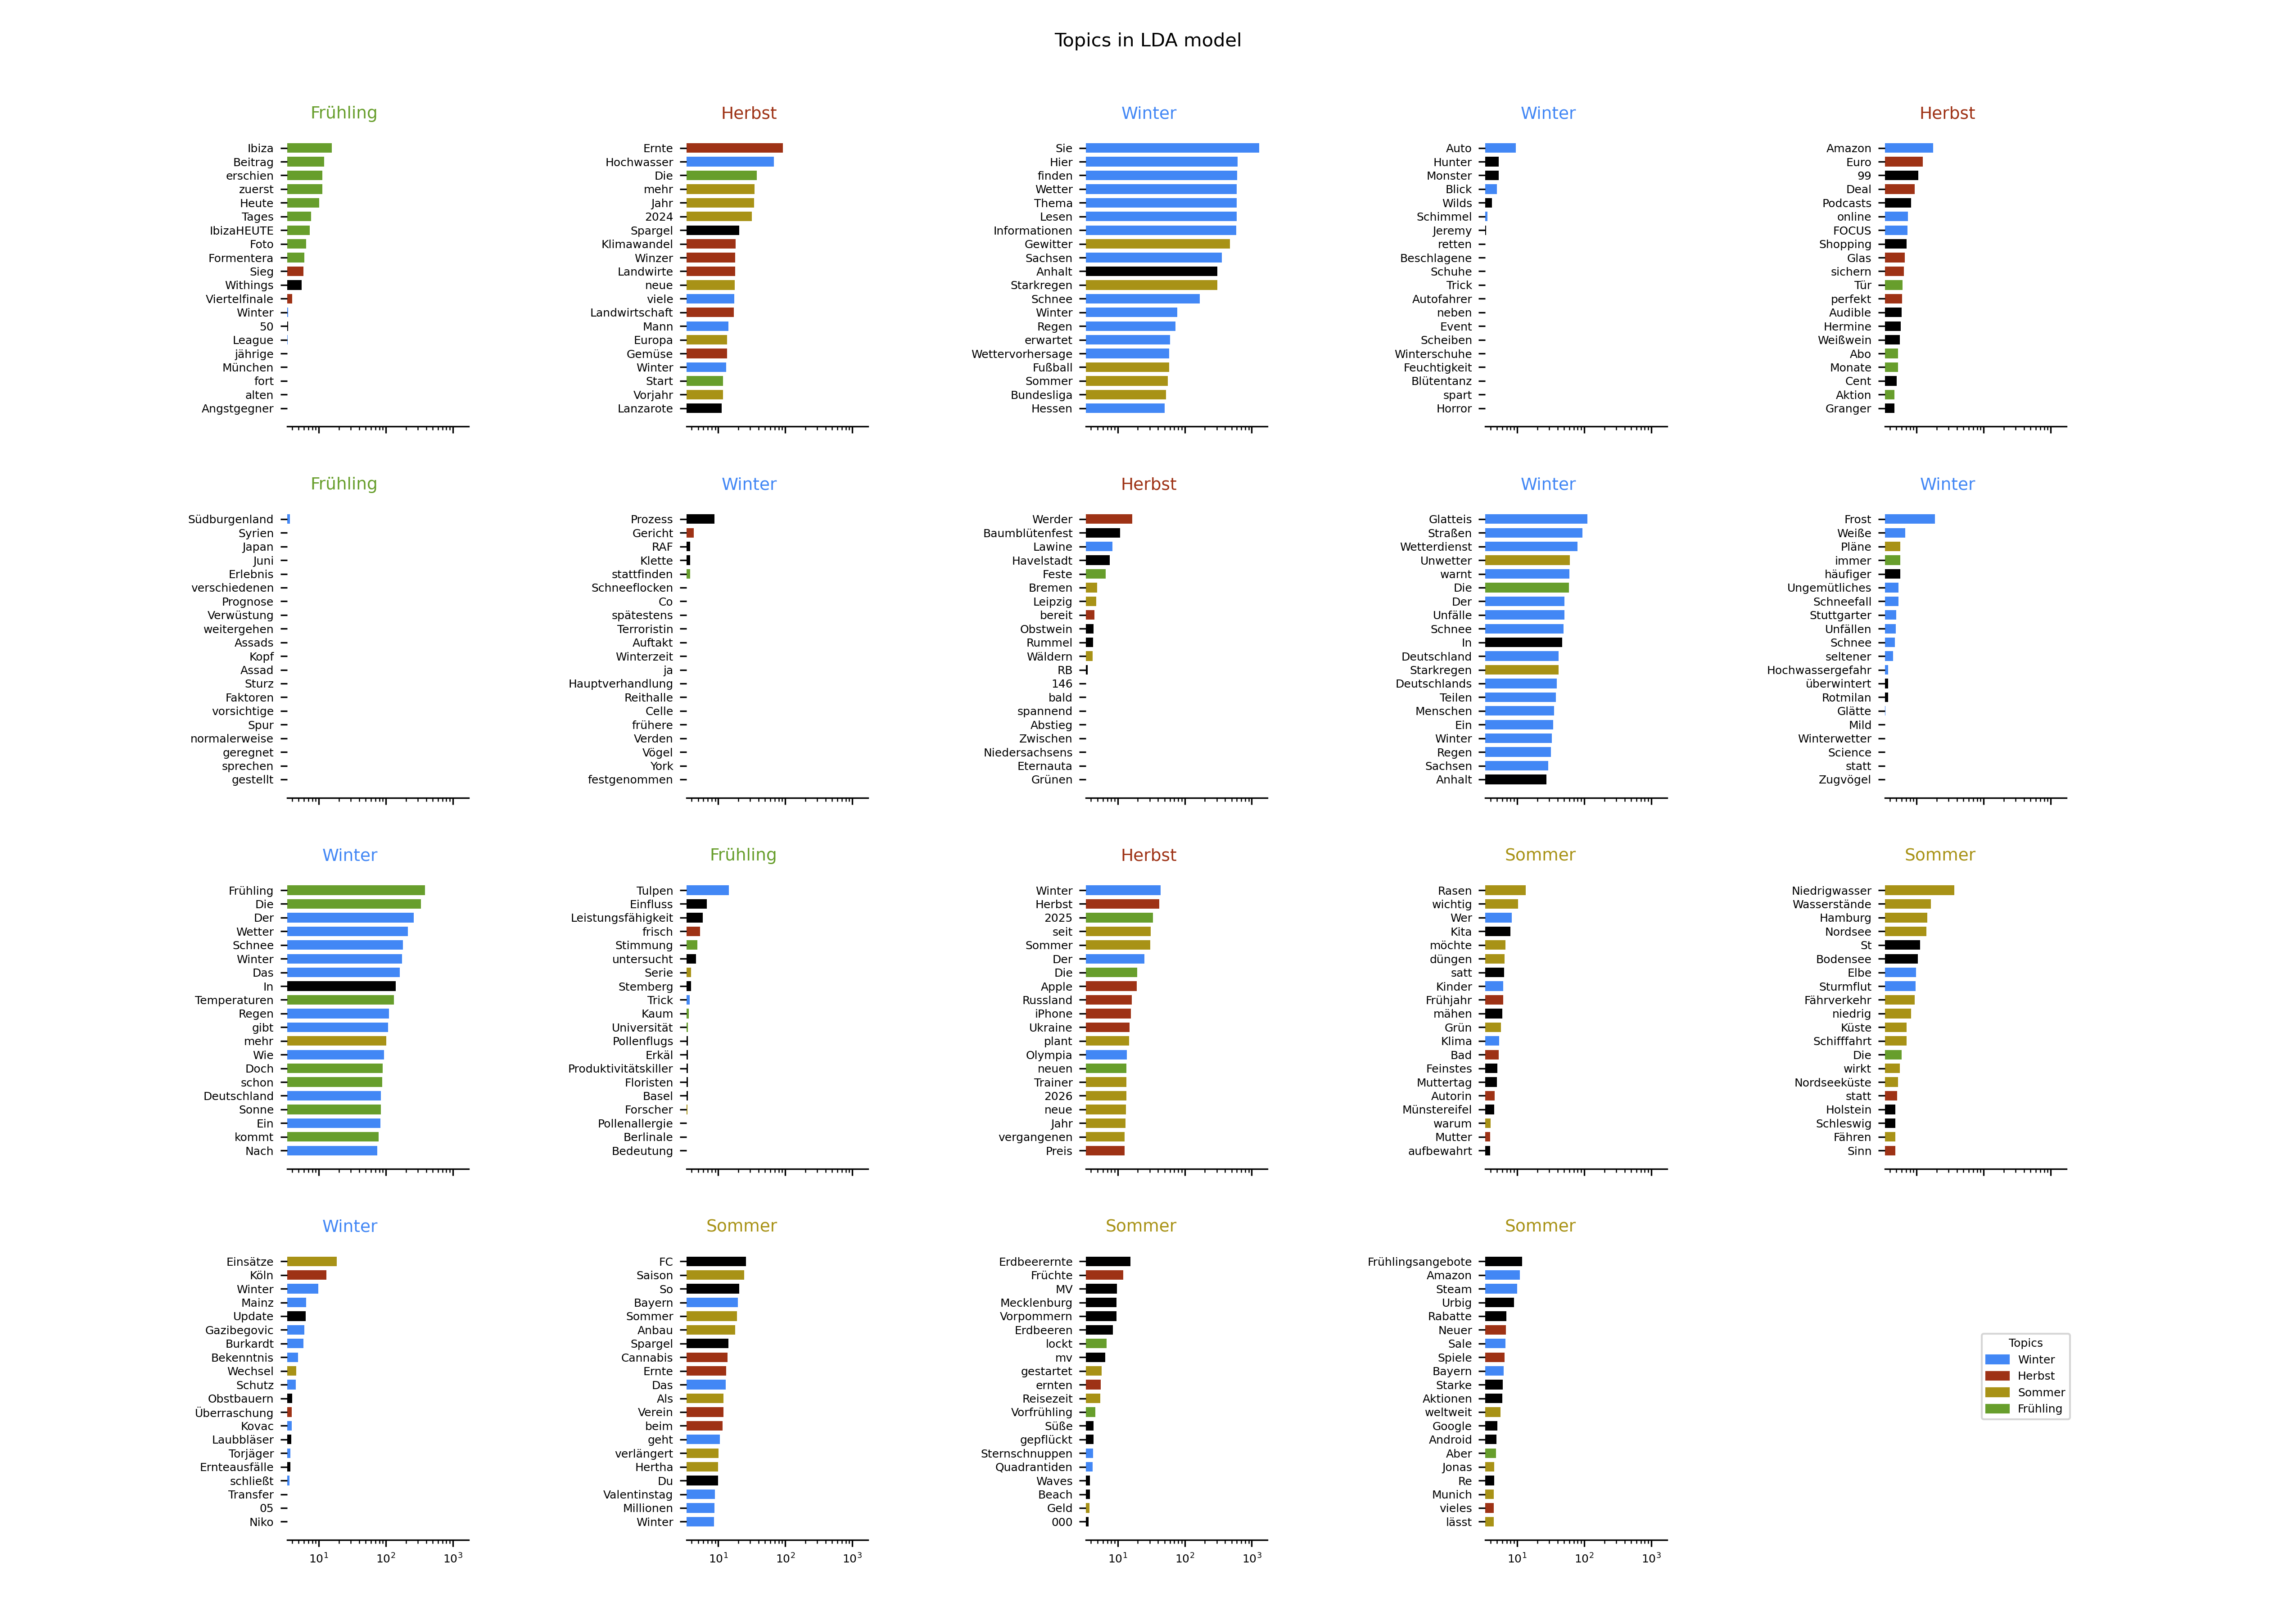 Topics in LDA model
Frühling
Ibiza
Beitrag
erschien
zuerst
Heute
Tages
IbizaHEUTE
Foto
Formentera
Sieg
Withings
Viertelfinale
Winter
50
League
jährige
München
fort
alten
Angstgegner
Herbst
Ernte
Hochwasser
Die
mehr
Jahr
2024
Spargel
Klimawandel
Winzer
Landwirte
neue
viele
Landwirtschaft
Mann
Europa
Gemüse
Winter
Start
Vorjahr
Lanzarote
Winter
Sie
Hier
finden
Wetter
Thema
Lesen
Informationen
Gewitter
Sachsen
Anhalt
Starkregen
Schnee
Winter
Regen
erwartet
Wettervorhersage
Fußball
Sommer
Bundesliga
Hessen
Winter
Auto
Hunter
Monster
Blick
Wilds
Schimmel
Jeremy
retten
Beschlagene
Schuhe
Trick
Autofahrer
neben
Event
Scheiben
Winterschuhe
Feuchtigkeit
Blütentanz
spart
Horror
Herbst
Amazon
Euro
99
Deal
Podcasts
online
FOCUS
Shopping
Glas
sichern
Tür
perfekt
Audible
Hermine
Weißwein
Abo
Monate
Cent
Aktion
Granger
Frühling
Südburgenland
Syrien
Japan
Juni
Erlebnis
verschiedenen
Prognose
Verwüstung
weitergehen
Assads
Kopf
Assad
Sturz
Faktoren
vorsichtige
Spur
normalerweise
geregnet
sprechen
gestellt
Winter
Prozess
Gericht
RAF
Klette
stattfinden
Schneeflocken
Co
spätestens
Terroristin
Auftakt
Winterzeit
ja
Hauptverhandlung
Reithalle
Celle
frühere
Verden
Vögel
York
festgenommen
Herbst
Werder
Baumblütenfest
Lawine
Havelstadt
Feste
Bremen
Leipzig
bereit
Obstwein
Rummel
Wäldern
RB
146
bald
spannend
Abstieg
Zwischen
Niedersachsens
Eternauta
Grünen
Winter
Glatteis
Straßen
Wetterdienst
Unwetter
warnt
Die
Der
Unfälle
Schnee
In
Deutschland
Starkregen
Deutschlands
Teilen
Menschen
Ein
Winter
Regen
Sachsen
Anhalt
Winter
Frost
Weiße
Pläne
immer
häufiger
Ungemütliches
Schneefall
Stuttgarter
Unfällen
Schnee
seltener
Hochwassergefahr
überwintert
Rotmilan
Glätte
Mild
Winterwetter
Science
statt
Zugvögel
Winter
Frühling
Die
Der
Wetter
Schnee
Winter
Das
In
Temperaturen
Regen
gibt
mehr
Wie
Doch
schon
Deutschland
Sonne
Ein
kommt
Nach
Frühling
Tulpen
Einfluss
Leistungsfähigkeit
frisch
Stimmung
untersucht
Serie
Stemberg
Trick
Kaum
Universität
Pollenflugs
Erkäl
Produktivitätskiller
Floristen
Basel
Forscher
Pollenallergie
Berlinale
Bedeutung
Herbst
Winter
Herbst
2025
seit
Sommer
Der
Die
Apple
Russland
iPhone
Ukraine
plant
Olympia
neuen
Trainer
2026
neue
Jahr
vergangenen
Preis
Sommer
Rasen
wichtig
Wer
Kita
möchte
düngen
satt
Kinder
Frühjahr
mähen
Grün
Klima
Bad
Feinstes
Muttertag
Autorin
Münstereifel
warum
Mutter
aufbewahrt
Sommer
Niedrigwasser
Wasserstände
Hamburg
Nordsee
St
Bodensee
Elbe
Sturmflut
Fährverkehr
niedrig
Küste
Schifffahrt
Die
wirkt
Nordseeküste
statt
Holstein
Schleswig
Fähren
Sinn
Winter
Einsätze
Köln
Winter
Mainz
Update
Gazibegovic
Burkardt
Bekenntnis
Wechsel
Schutz
Obstbauern
Überraschung
Kovac
Laubbläser
Torjäger
Ernteausfälle
schließt
Transfer
05
Niko
10¹ 10² 10³
Sommer
FC
Saison
So
Bayern
Sommer
Anbau
Spargel
Cannabis
Ernte
Das
Als
Verein
beim
geht
verlängert
Hertha
Du
Valentinstag
Millionen
Winter
10¹ 10² 10³
Sommer
Erdbeerernte
Früchte
MV
Mecklenburg
Vorpommern
Erdbeeren
lockt
mv
gestartet
ernten
Reisezeit
Vorfrühling
Süße
gepflückt
Sternschnuppen
Quadrantiden
Waves
Beach
Geld
000
10¹ 10² 10³
Sommer
Frühlingsangebote
Amazon
Steam
Urbig
Rabatte
Neuer
Sale
Spiele
Bayern
Starke
Aktionen
weltweit
Google
Android
Aber
Jonas
Re
Munich
vieles
lässt
10¹ 10² 10³
Topics
Winter
Herbst
Sommer
Frühling